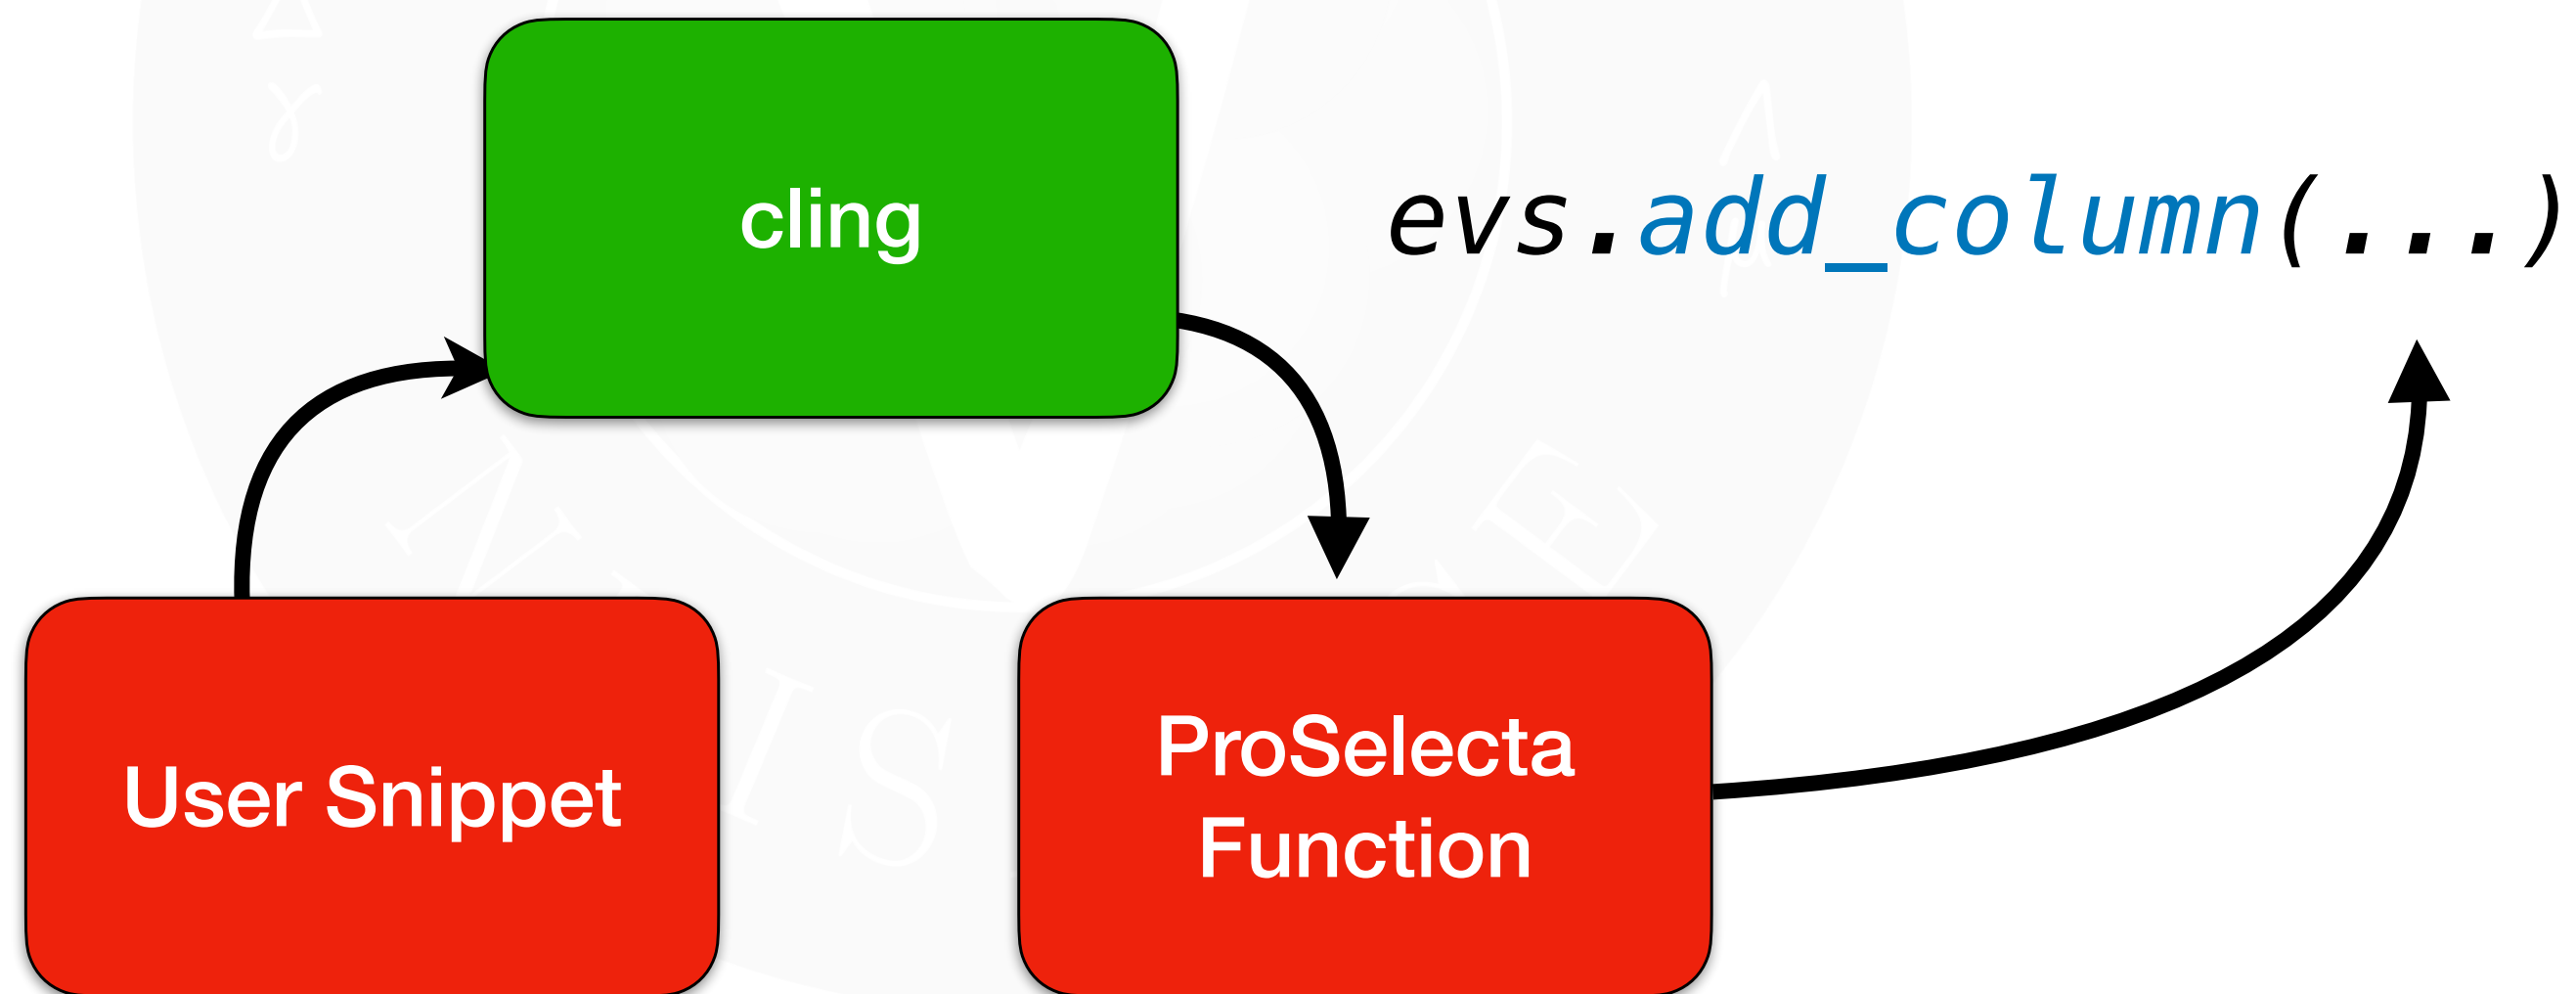 cling
evs.add_column(...)
User Snippet
ProSelecta
Function